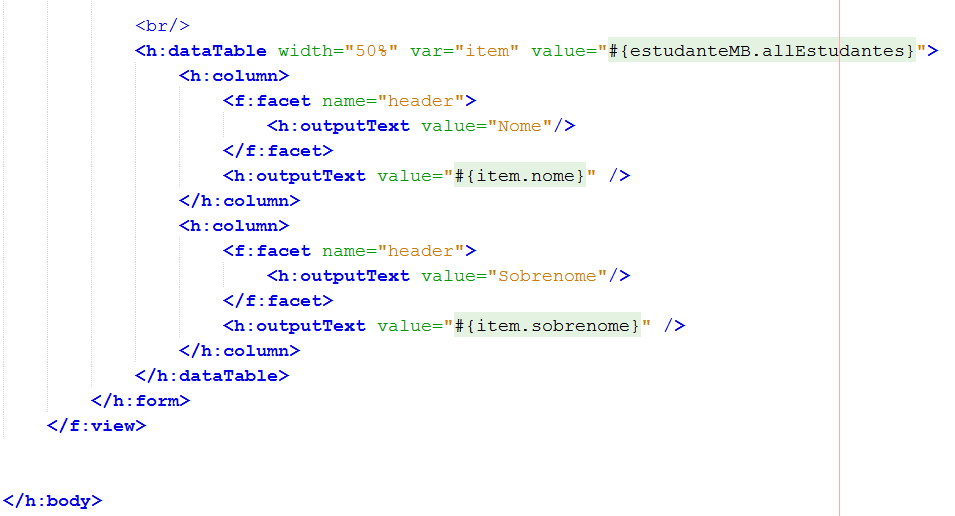 <br/>
<h:dataTable width="50%" var="item" value="#{estudanteMB.allEstudantes}">
<h:column>
<f:facet name="header">
<h:outputText value="Nome"/>
</f:facet>
<h:outputText value="#{item.nome}" />
</h:column>
<h:column>
<f:facet name="header">
<h:outputText value="Sobrenome"/>
</f:facet>
<h:outputText value="#{item.sobrenome}" />
</h:column>
</h:dataTable>
</h:form>
</f:view>
</h:body>